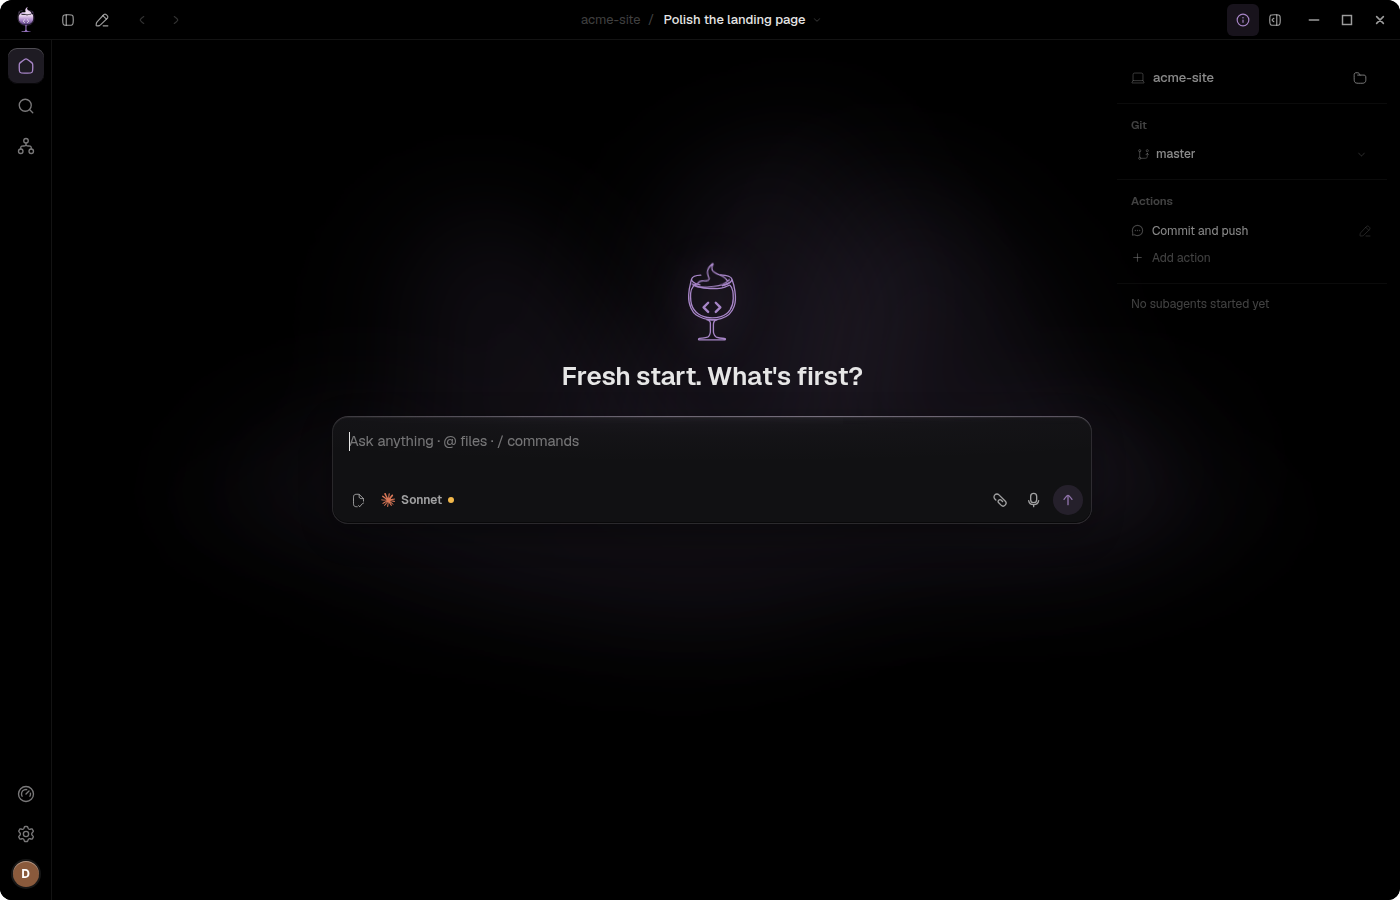 acme-site / Polish the landing page
acme-site
Git
master
Actions
Commit and push
Add action
No subagents started yet
Fresh start. What's first?
Ask anything · @ files · / commands
Sonnet
D